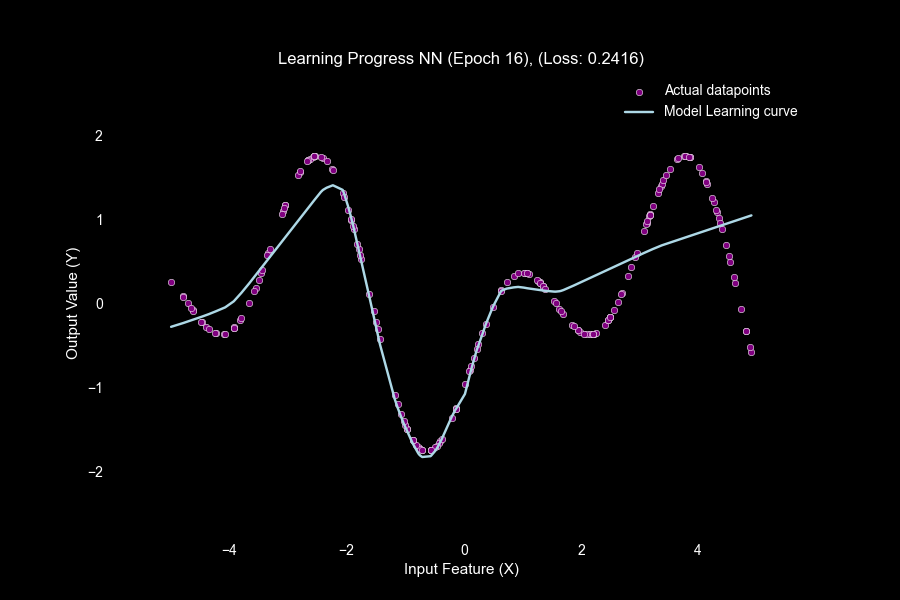 Learning Progress NN (Epoch 16), (Loss: 0.2416)
Actual datapoints
Model Learning curve
2
1
0
−1
−2
Output Value (Y)
−4
−2
0
2
4
Input Feature (X)